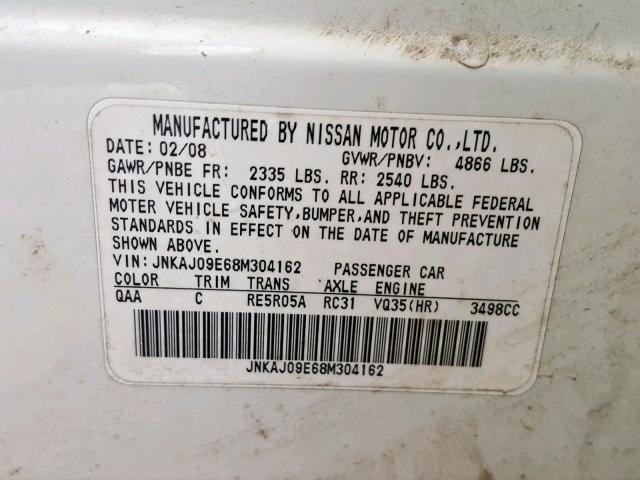 MANUFACTURED BY NISSAN MOTOR CO.,LTD.
DATE: 02/08 GVWR/PNBV: 4866 LBS.
GAWR/PNBE FR: 2335 LBS. RR: 2540 LBS.
THIS VEHICLE CONFORMS TO ALL APPLICABLE FEDERAL
MOTER VEHICLE SAFETY,BUMPER,AND THEFT PREVENTION
STANDARDS IN EFFECT ON THE DATE OF MANUFACTURE
SHOWN ABOVE.
VIN:JNKAJ09E68M304162 PASSENGER CAR
COLOR TRIM TRANS AXLE ENGINE
QAA C RE5R05A RC31 VQ35(HR) 3498CC
JNKAJ09E68M304162